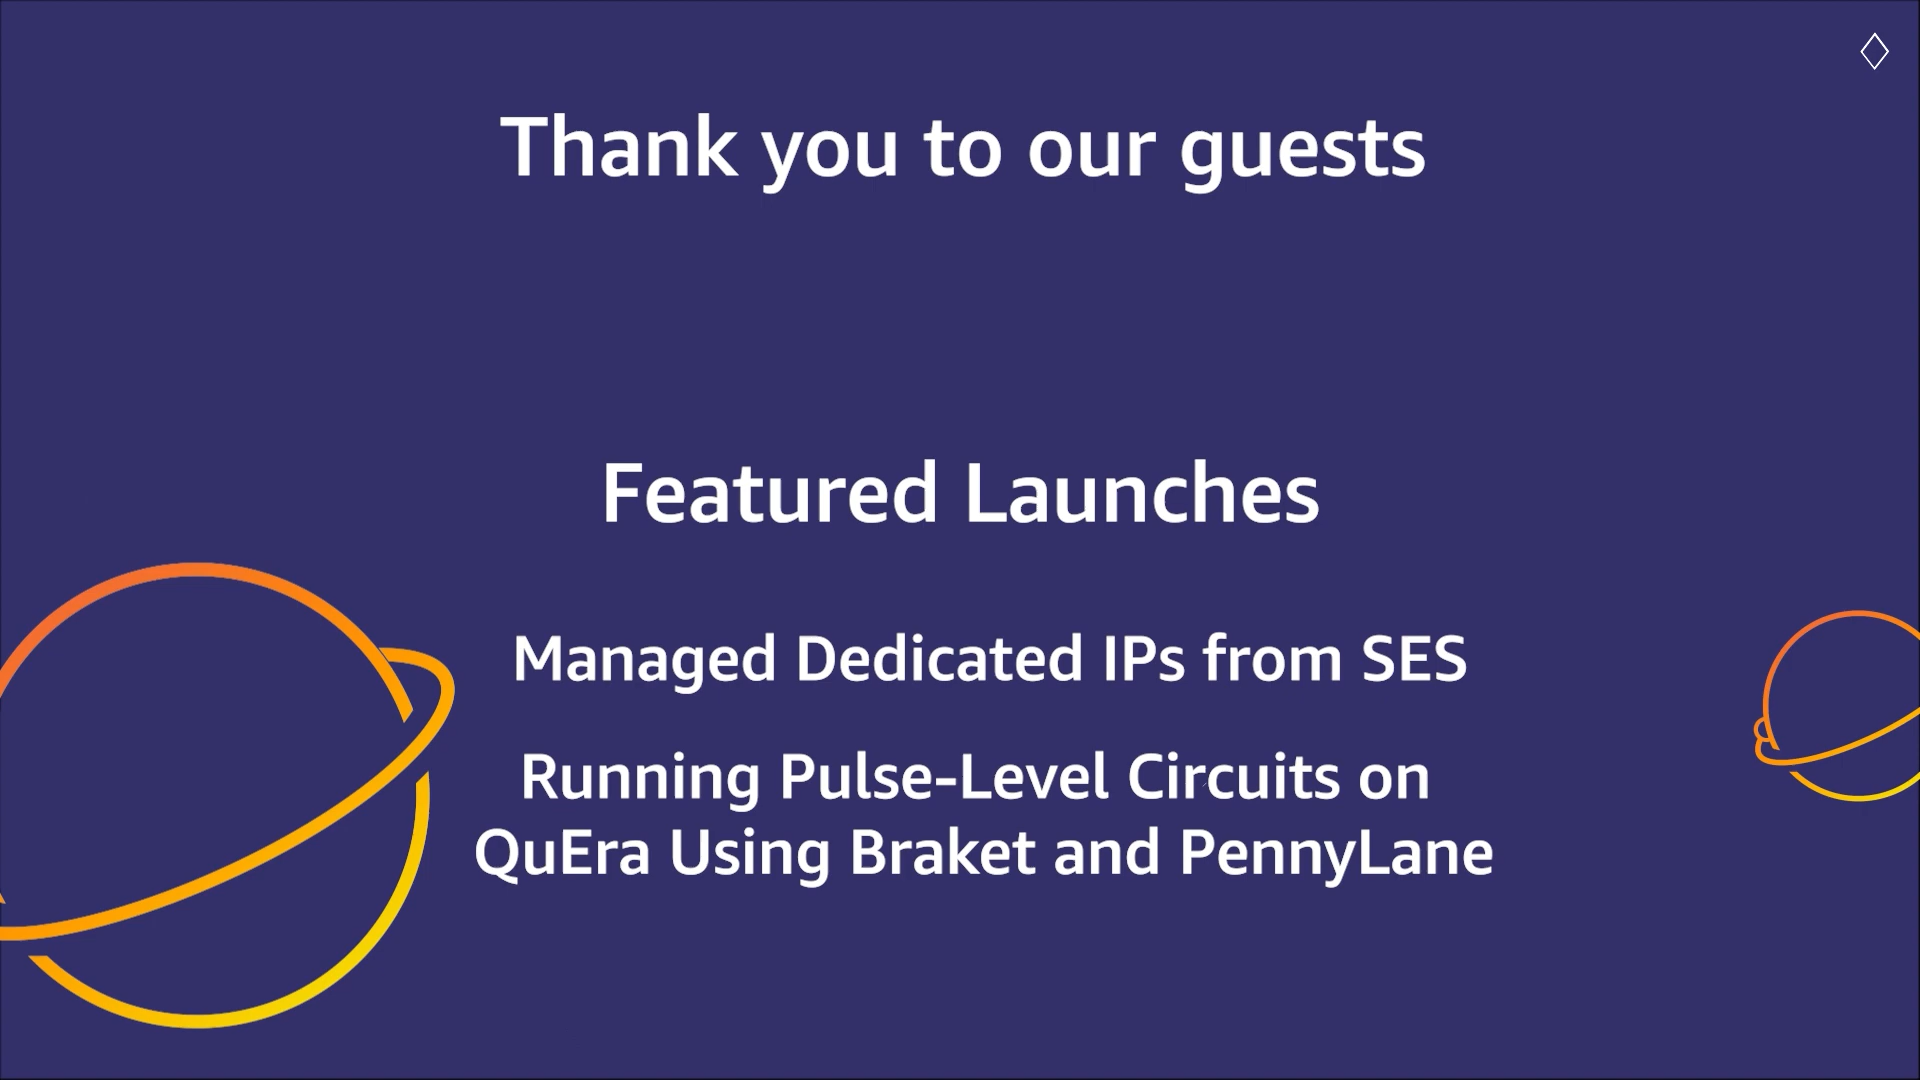 Thank you to our guests
Featured Launches
Managed Dedicated IPs from SES
Running Pulse-Level Circuits on
QuEra Using Braket and PennyLane